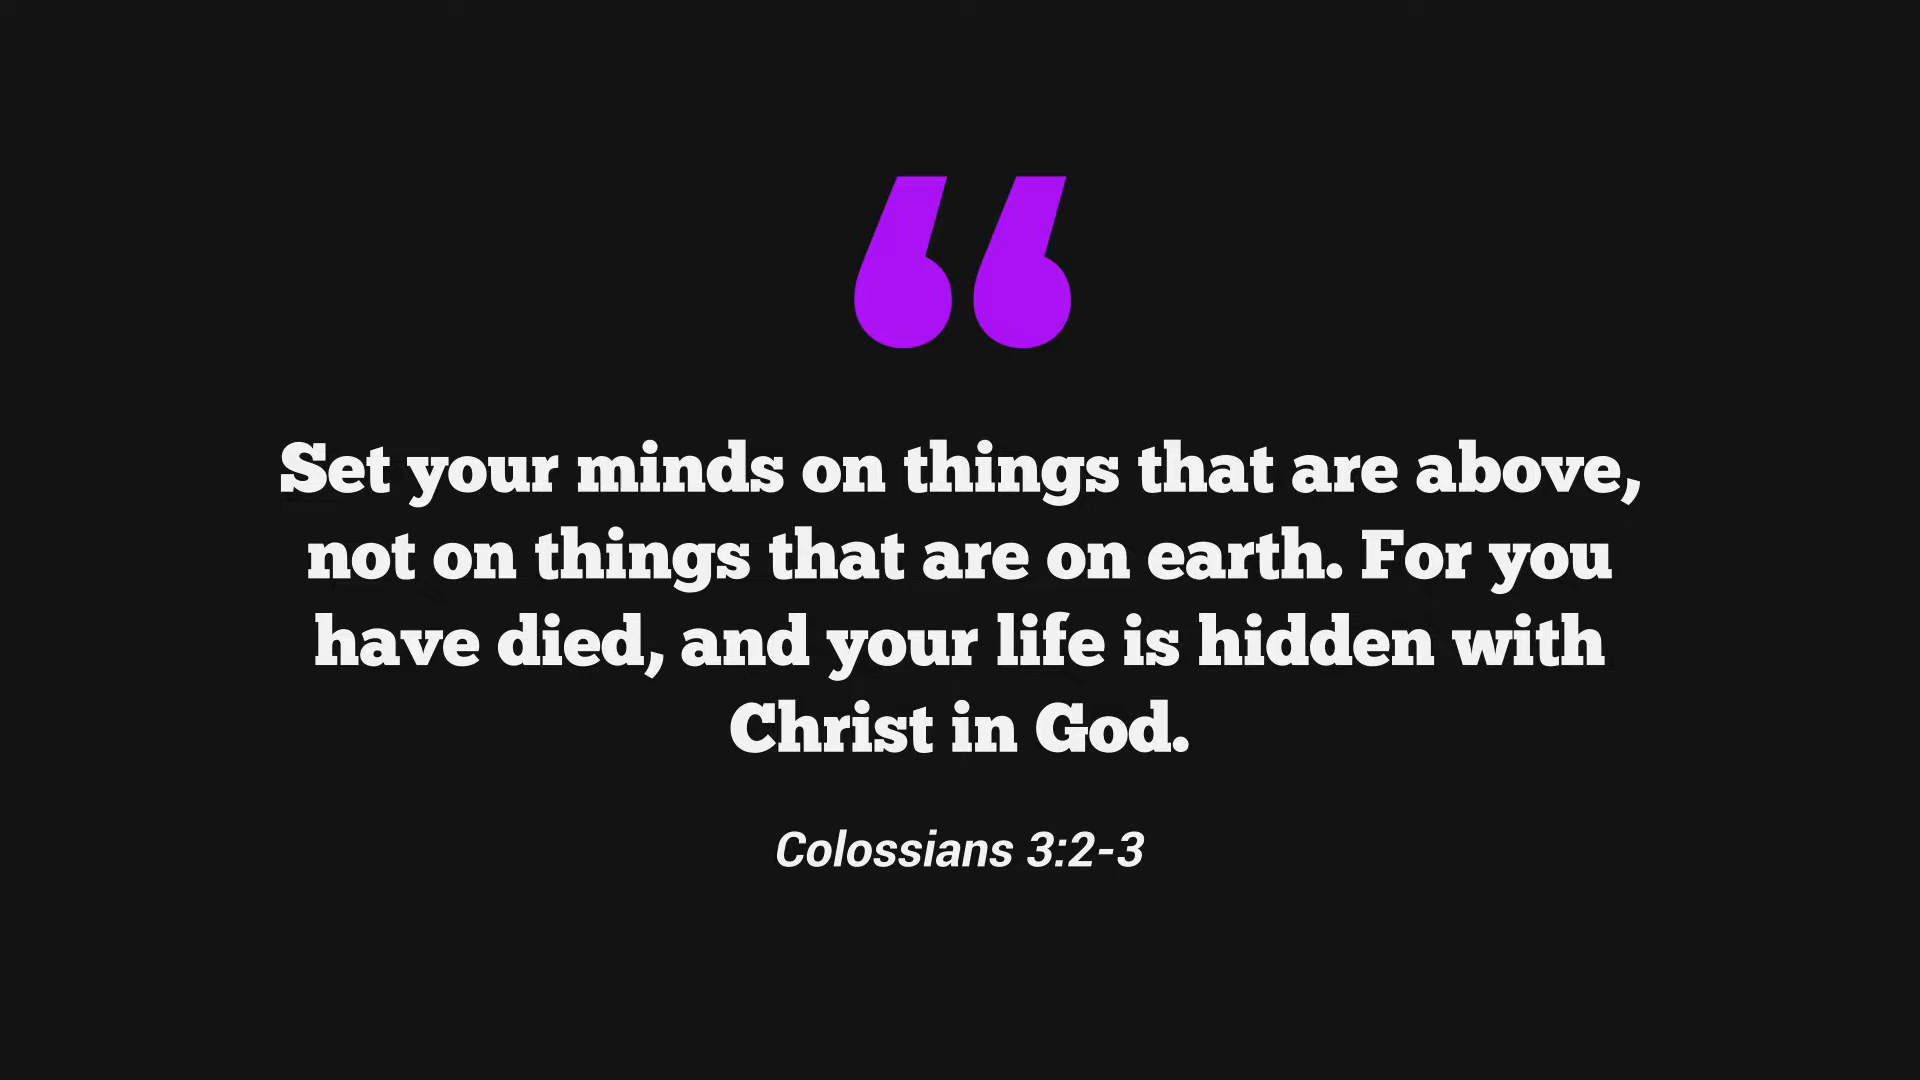 “
Set your minds on things that are above,
not on things that are on earth. For you
have died, and your life is hidden with
Christ in God.
Colossians 3:2-3